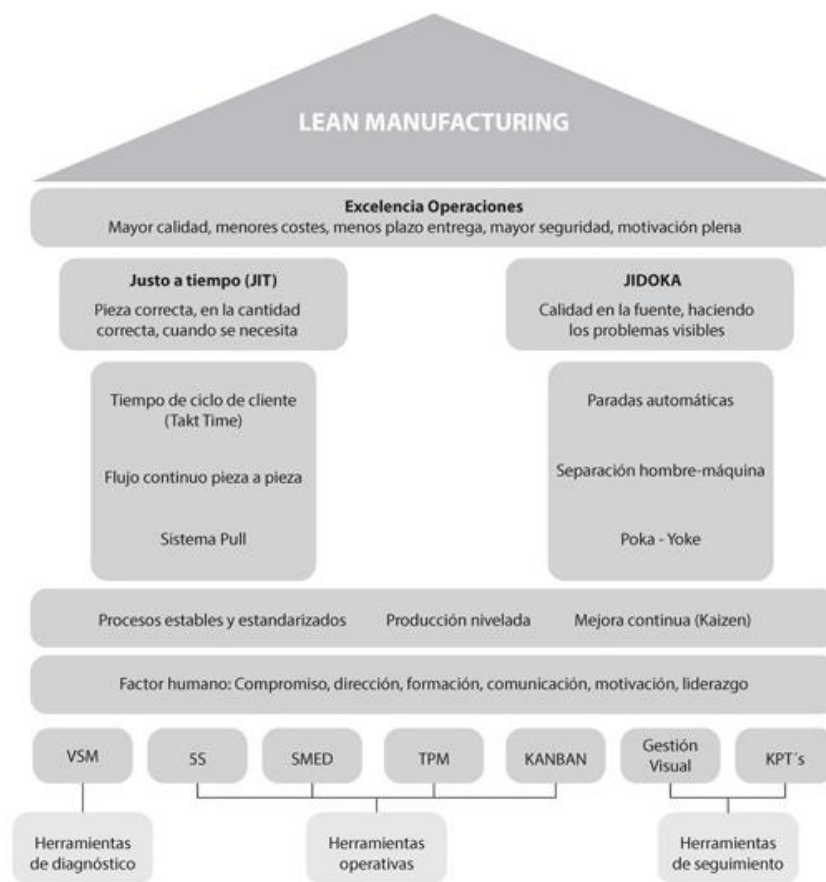 LEAN MANUFACTURING
Excelencia Operaciones
Mayor calidad, menores costes, menos plazo entrega, mayor seguridad, motivación plena
Justo a tiempo (JIT)
Pieza correcta, en la cantidad
correcta, cuando se necesita
JIDOKA
Calidad en la fuente, haciendo
los problemas visibles
Tiempo de ciclo de cliente
(Takt Time)
Flujo continuo pieza a pieza
Sistema Pull
Paradas automáticas
Separación hombre-máquina
Poka - Yoke
Procesos estables y estandarizados
Producción nivelada
Mejora continua (Kaizen)
Factor humano: Compromiso, dirección, formación, comunicación, motivación, liderazgo
VSM
5S
SMED
TPM
KANBAN
Gestión
Visual
KPT´s
Herramientas
de diagnóstico
Herramientas
operativas
Herramientas
de seguimiento